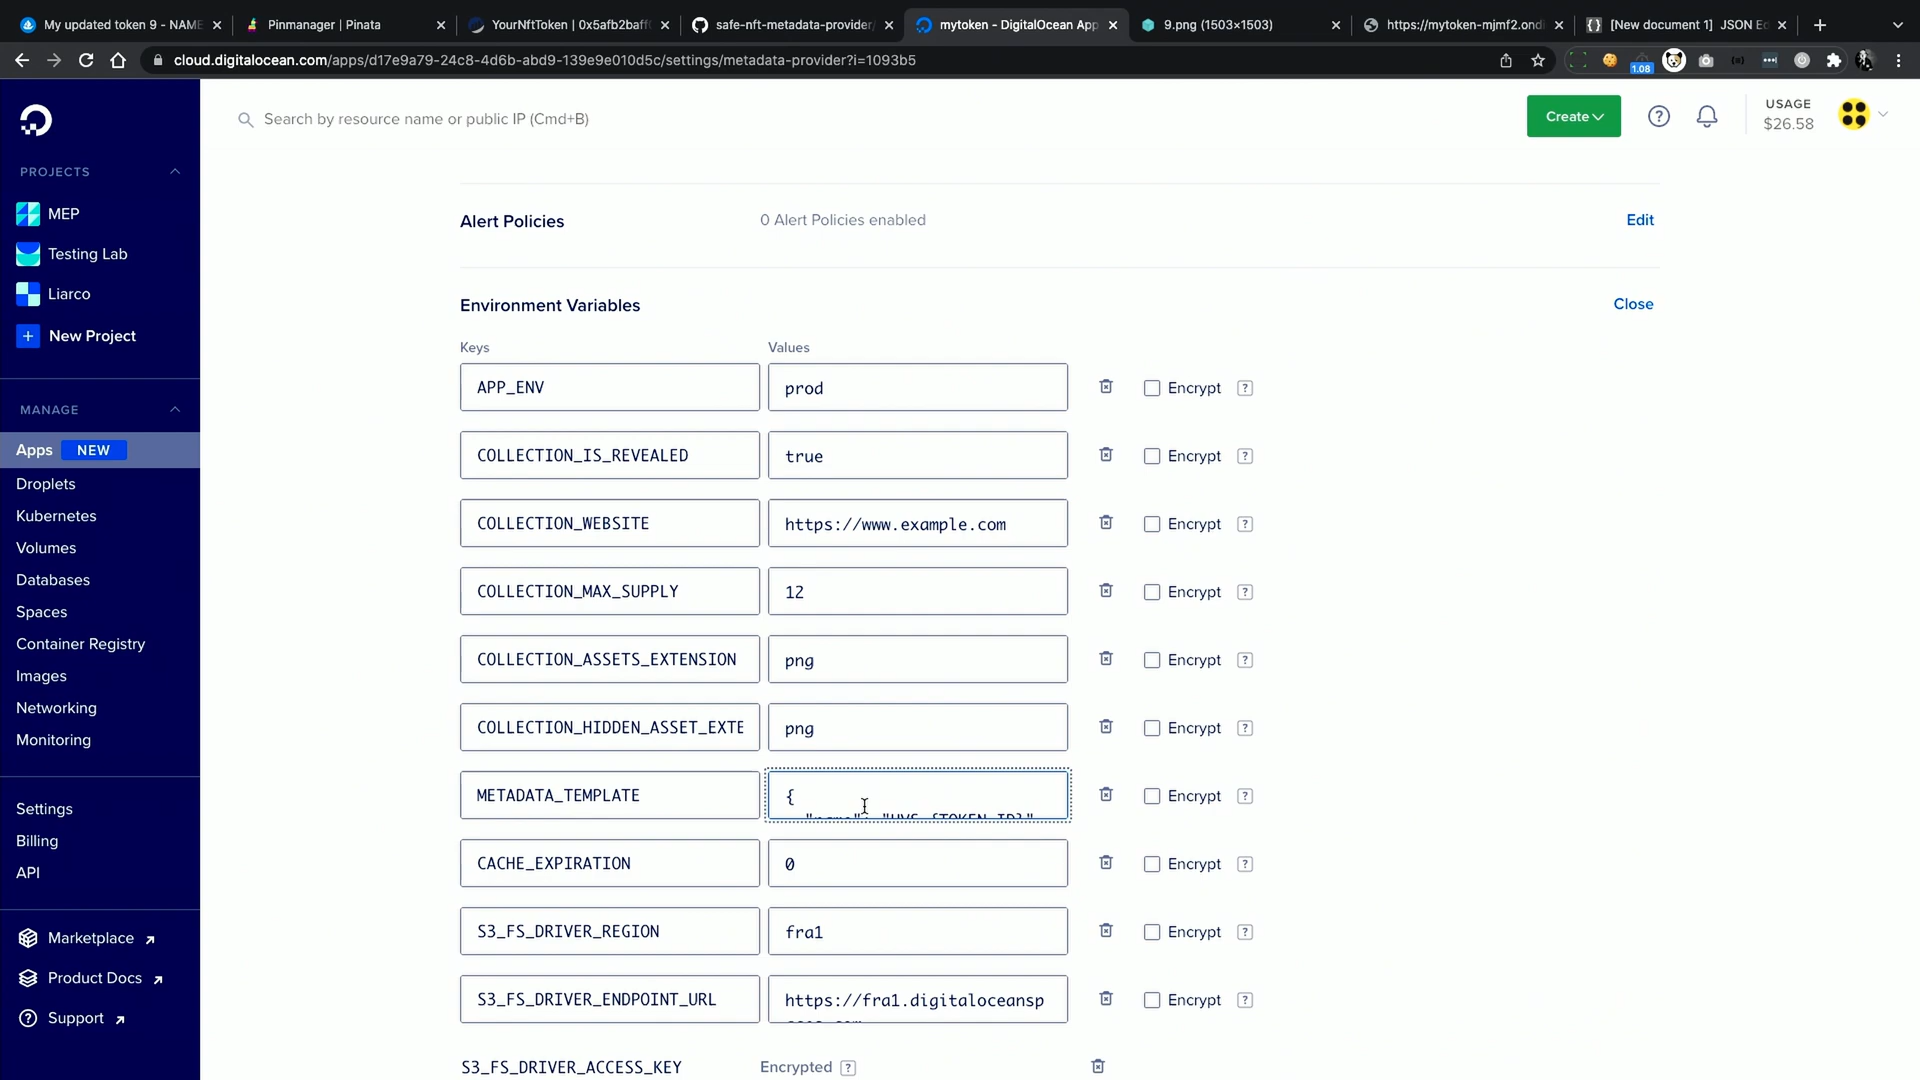 My updated token 9 - NAME
Pinmanager | Pinata
YourNftToken | 0x5afb2baff
safe-nft-metadata-provider/
mytoken - DigitalOcean App
9.png (1503×1503)
https://mytoken-mjmf2.ondi
[New document 1] JSON Ed
cloud.digitalocean.com/apps/d17e9a79-24c8-4d6b-abd9-139e9e010d5c/settings/metadata-provider?i=1093b5
1.08
Search by resource name or public IP (Cmd+B)
Create
USAGE
$26.58
PROJECTS
MEP
Testing Lab
Liarco
New Project
MANAGE
Apps NEW
Droplets
Kubernetes
Volumes
Databases
Spaces
Container Registry
Images
Networking
Monitoring
Settings
Billing
API
Marketplace
Product Docs
Support
Alert Policies 0 Alert Policies enabled Edit
Environment Variables Close
Keys Values
APP_ENV prod Encrypt ?
COLLECTION_IS_REVEALED true Encrypt ?
COLLECTION_WEBSITE https://www.example.com Encrypt ?
COLLECTION_MAX_SUPPLY 12 Encrypt ?
COLLECTION_ASSETS_EXTENSION png Encrypt ?
COLLECTION_HIDDEN_ASSET_EXTE png Encrypt ?
METADATA_TEMPLATE { Encrypt ?
CACHE_EXPIRATION 0 Encrypt ?
S3_FS_DRIVER_REGION fra1 Encrypt ?
S3_FS_DRIVER_ENDPOINT_URL https://fra1.digitaloceansp Encrypt ?
S3_FS_DRIVER_ACCESS_KEY Encrypted ?